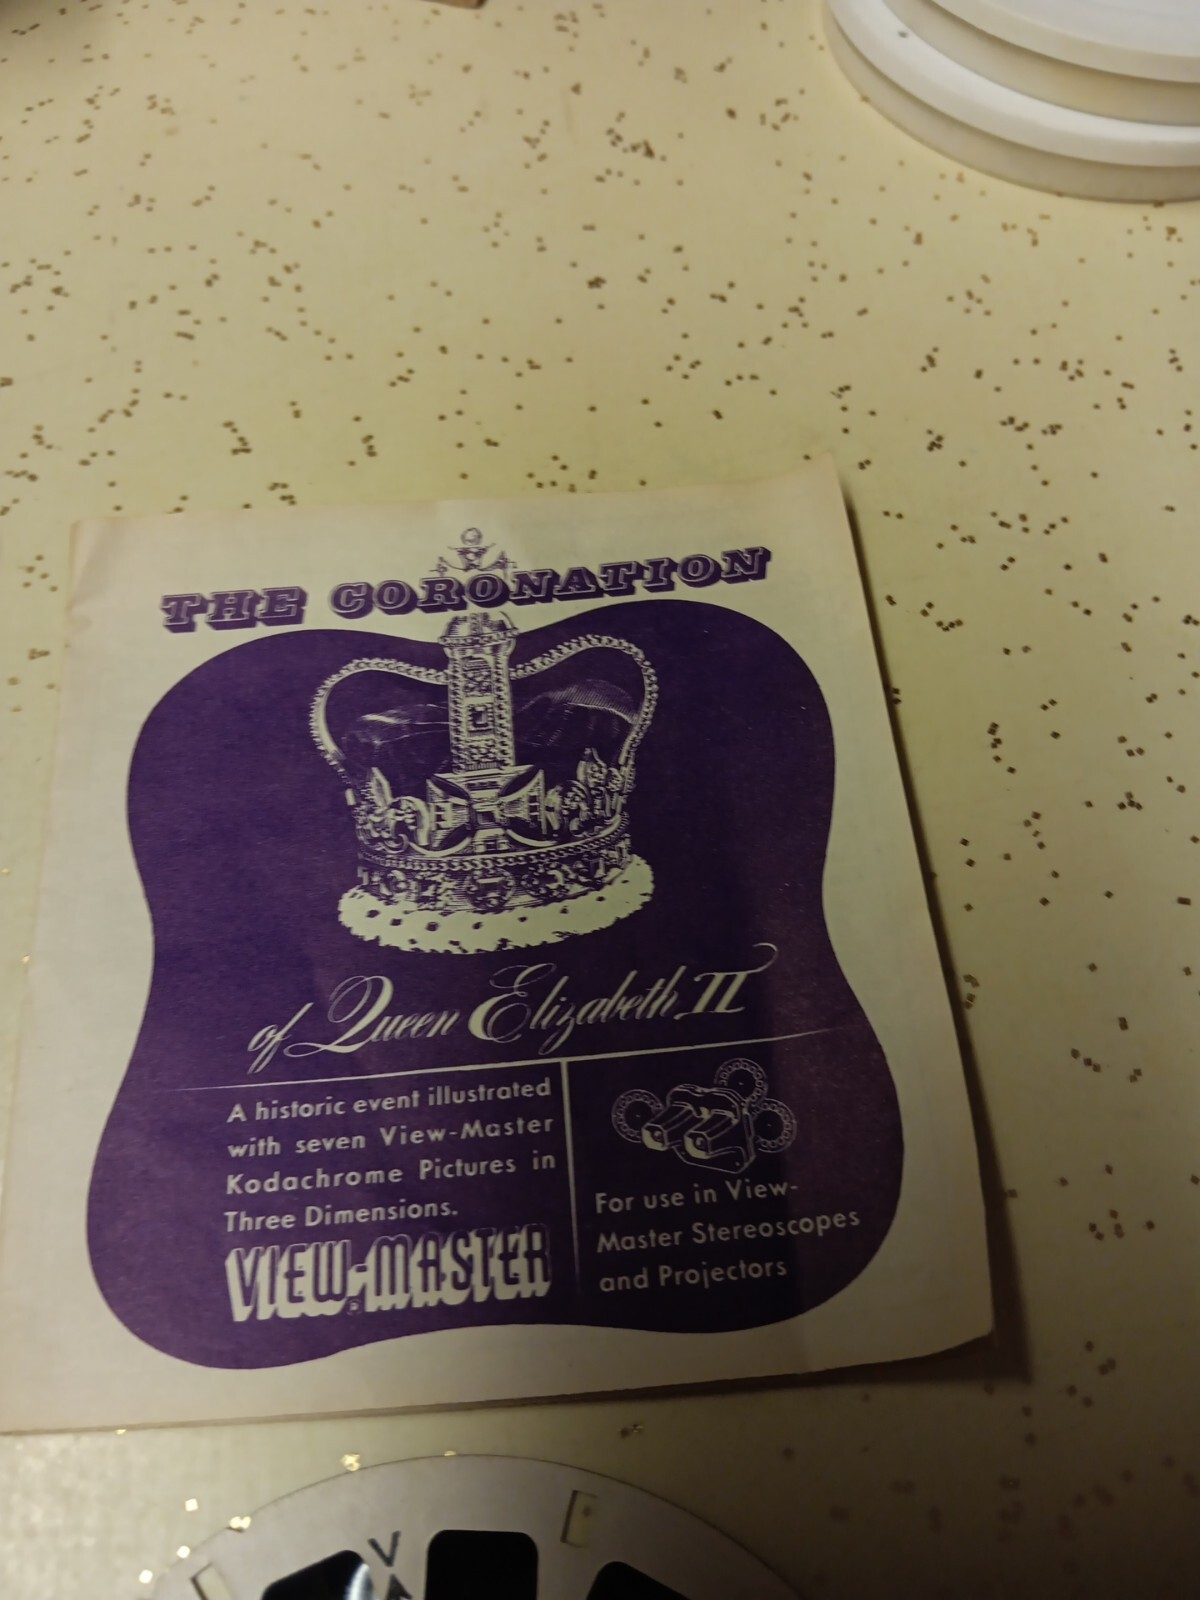 THE CORONATION
of Queen Elizabeth II
A historic event illustrated
with seven View-Master
Kodachrome Pictures in
Three Dimensions.
VIEW-MASTER
®
For use in View-
Master Stereoscopes
and Projectors
V